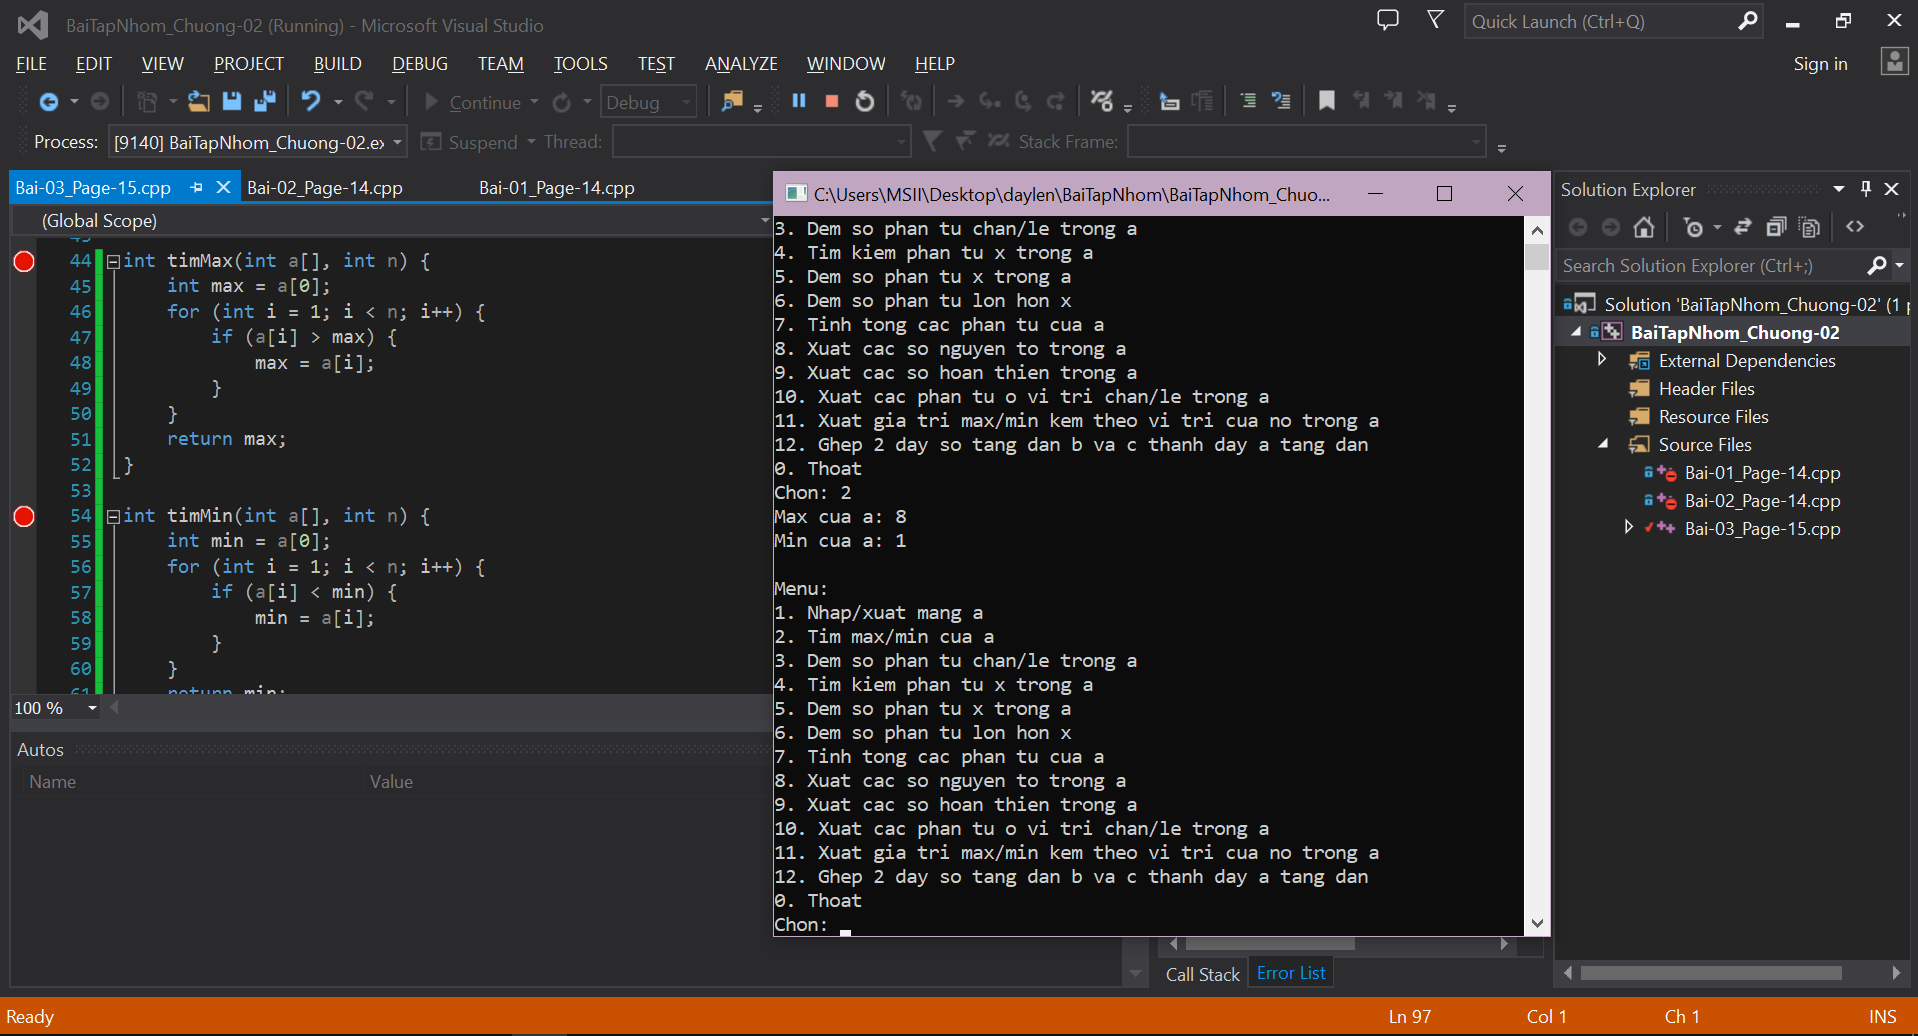 BaiTapNhom_Chuong-02 (Running) - Microsoft Visual Studio
Quick Launch (Ctrl+Q)
FILE EDIT VIEW PROJECT BUILD DEBUG TEAM TOOLS TEST ANALYZE WINDOW HELP
Sign in
Continue Debug
Process: [9140] BaiTapNhom_Chuong-02.ex Suspend Thread: Stack Frame:
Bai-03_Page-15.cpp Bai-02_Page-14.cpp Bai-01_Page-14.cpp
(Global Scope)
44 int timMax(int a[], int n) {
45 int max = a[0];
46 for (int i = 1; i < n; i++) {
47 if (a[i] > max) {
48 max = a[i];
49 }
50 }
51 return max;
52 }
53
54 int timMin(int a[], int n) {
55 int min = a[0];
56 for (int i = 1; i < n; i++) {
57 if (a[i] < min) {
58 min = a[i];
59 }
60 }
61 return min;
100 %
Autos
Name Value
C:\Users\MSII\Desktop\daylen\BaiTapNhom\BaiTapNhom_Chuo...
3. Dem so phan tu chan/le trong a
4. Tim kiem phan tu x trong a
5. Dem so phan tu x trong a
6. Dem so phan tu lon hon x
7. Tinh tong cac phan tu cua a
8. Xuat cac so nguyen to trong a
9. Xuat cac so hoan thien trong a
10. Xuat cac phan tu o vi tri chan/le trong a
11. Xuat gia tri max/min kem theo vi tri cua no trong a
12. Ghep 2 day so tang dan b va c thanh day a tang dan
0. Thoat
Chon: 2
Max cua a: 8
Min cua a: 1
Menu:
1. Nhap/xuat mang a
2. Tim max/min cua a
3. Dem so phan tu chan/le trong a
4. Tim kiem phan tu x trong a
5. Dem so phan tu x trong a
6. Dem so phan tu lon hon x
7. Tinh tong cac phan tu cua a
8. Xuat cac so nguyen to trong a
9. Xuat cac so hoan thien trong a
10. Xuat cac phan tu o vi tri chan/le trong a
11. Xuat gia tri max/min kem theo vi tri cua no trong a
12. Ghep 2 day so tang dan b va c thanh day a tang dan
0. Thoat
Chon:
Call Stack Error List
Solution Explorer
Search Solution Explorer (Ctrl+;)
Solution 'BaiTapNhom_Chuong-02' (1 p
BaiTapNhom_Chuong-02
External Dependencies
Header Files
Resource Files
Source Files
Bai-01_Page-14.cpp
Bai-02_Page-14.cpp
Bai-03_Page-15.cpp
Ready Ln 97 Col 1 Ch 1 INS